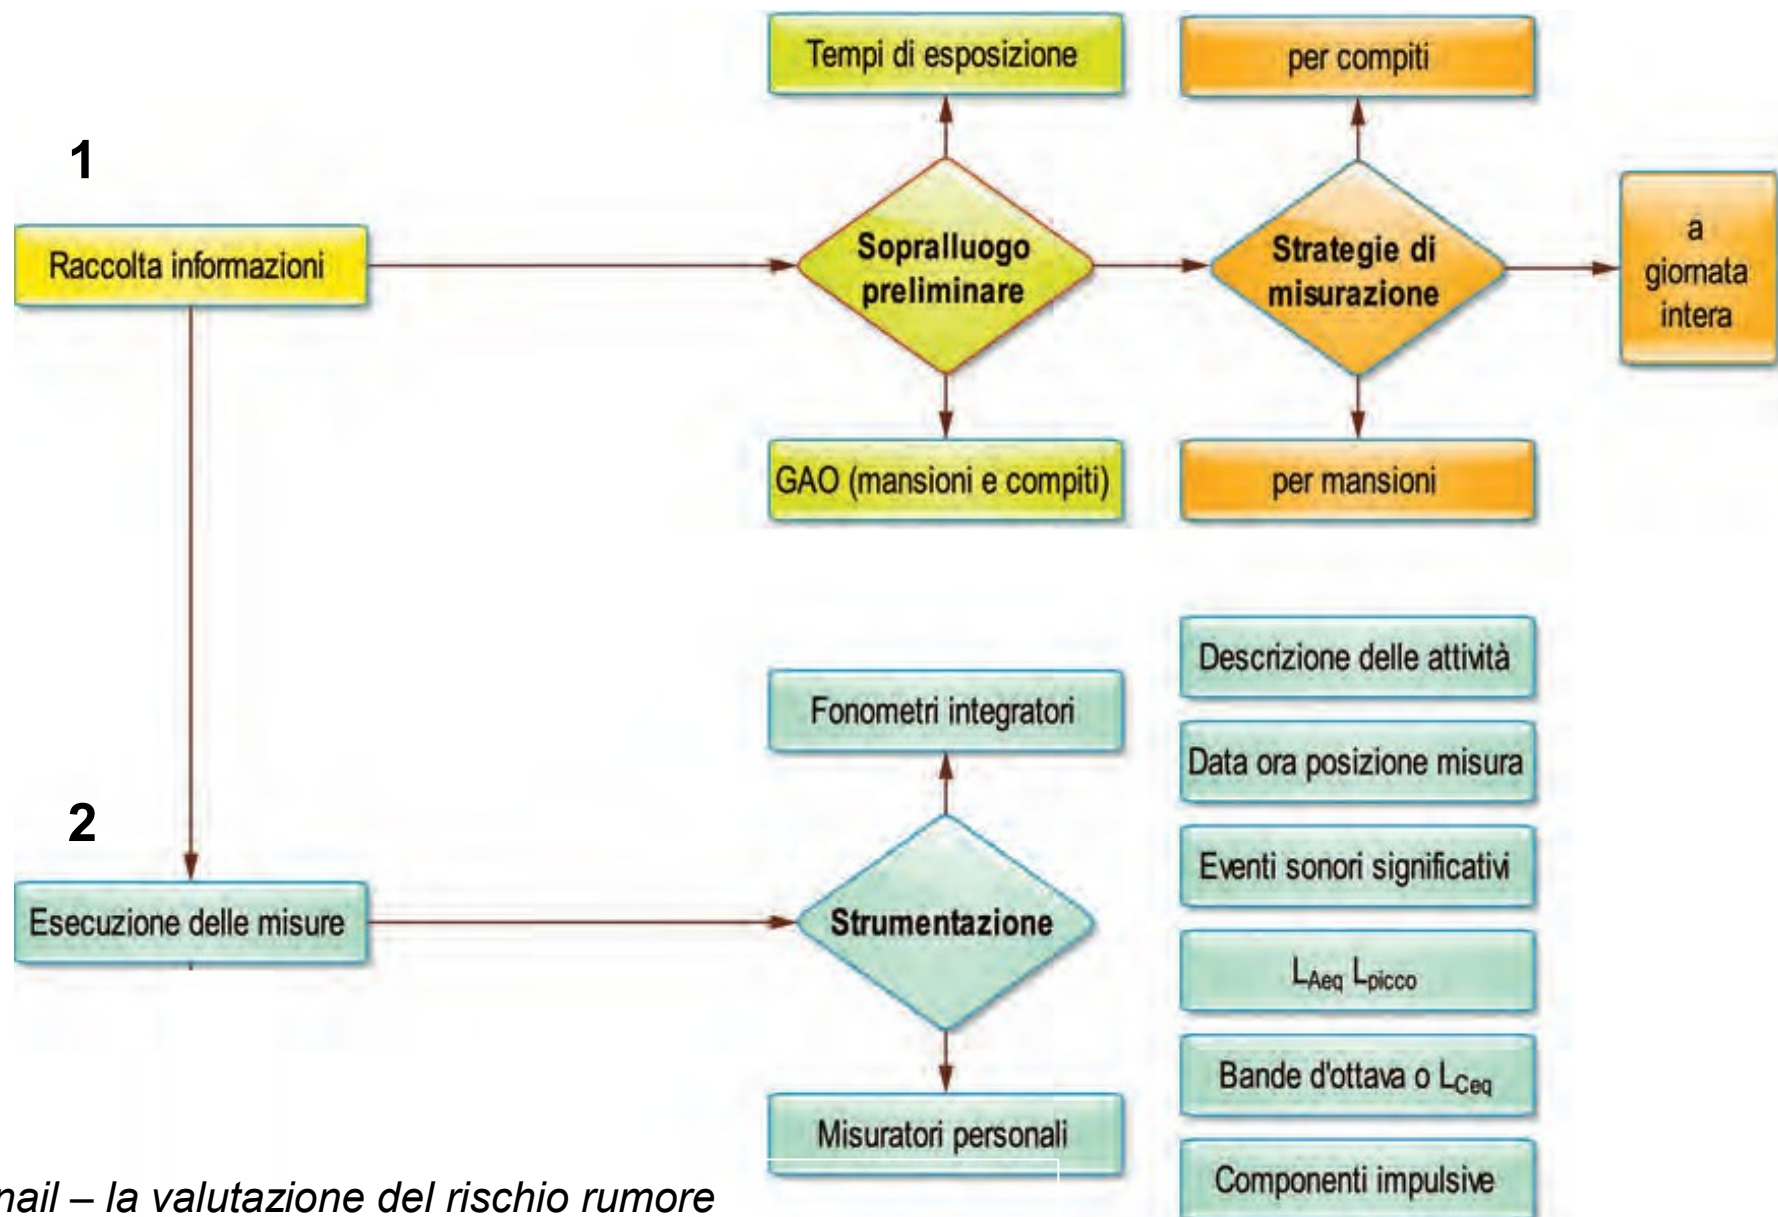 1
Raccolta informazioni
Tempi di esposizione
Sopralluogo
preliminare
GAO (mansioni e compiti)
per compiti
Strategie di
misurazione
per mansioni
a
giornata
intera
2
Esecuzione delle misure
Fonometri integratori
Strumentazione
Misuratori personali
Descrizione delle attività
Data ora posizione misura
Eventi sonori significativi
LAeq Lpicco
Bande d'ottava o LCeq
Componenti impulsive
nail – la valutazione del rischio rumore